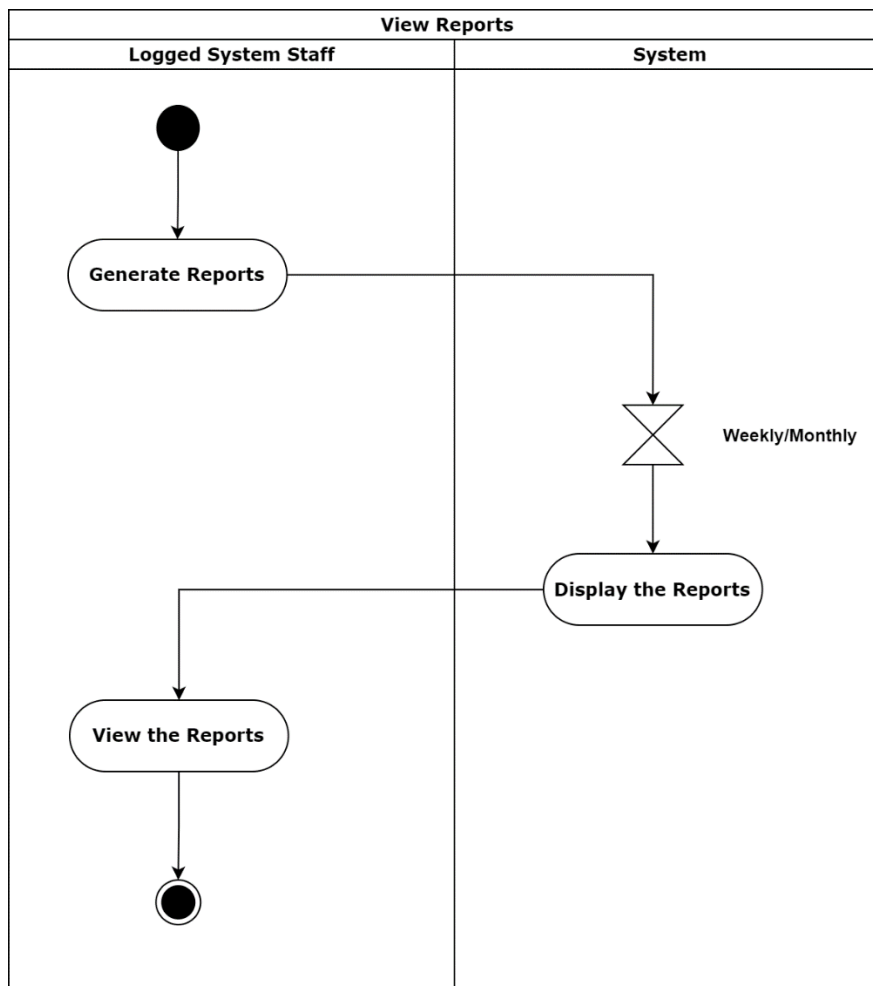 View Reports
Logged System Staff
System
Generate Reports
Weekly/Monthly
Display the Reports
View the Reports